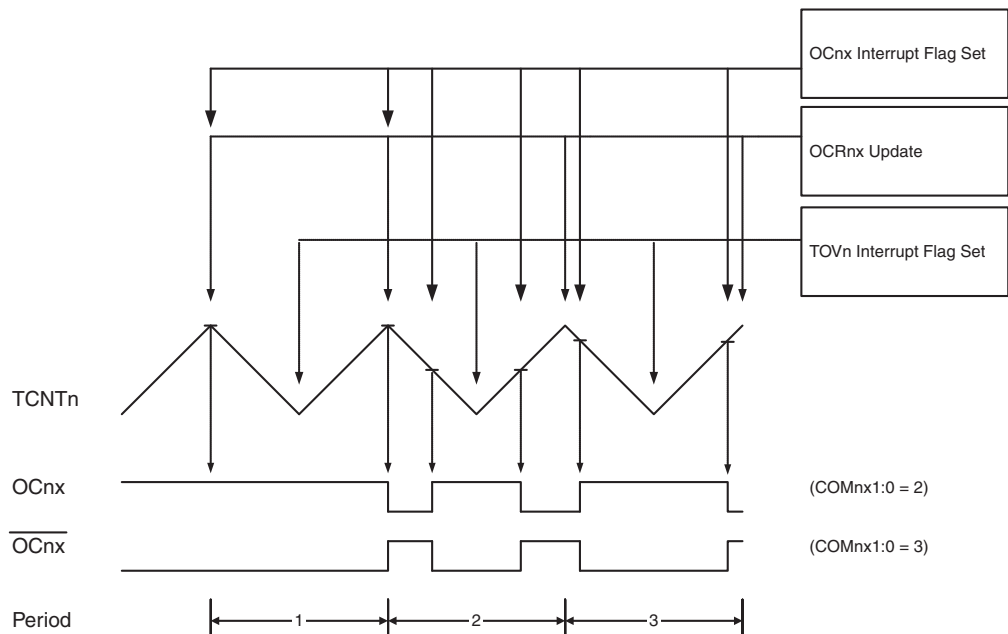 OCnx Interrupt Flag Set
OCRnx Update
TOVn Interrupt Flag Set
TCNTn
OCnx
(COMnx1:0 = 2)
OCnx
(COMnx1:0 = 3)
Period
1
2
3